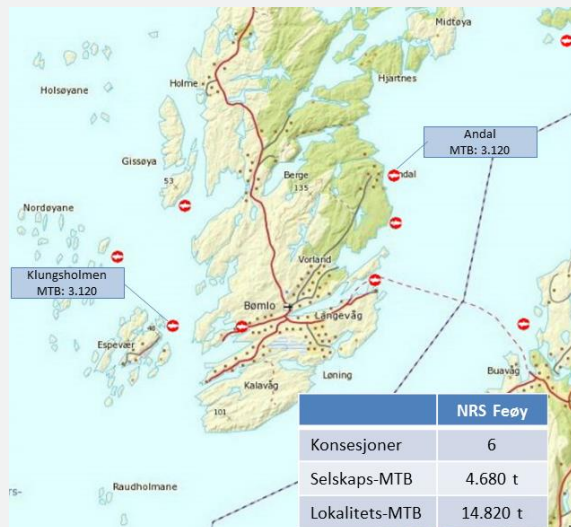 Midtøya
Holsøyane
Holme
Hjartnes
Andal
MTB: 3.120
Gissøya
53
Berge
135
ndal
Nordøyane
Klungsholmen
MTB: 3.120
Vorland
Bømlo
Langevåg
Espevær
Buavåg
Kalavåg
Løning
101
Raudholmane
rs-
NRS Feøy
Konsesjoner 6
Selskaps-MTB 4.680 t
Lokalitets-MTB 14.820 t